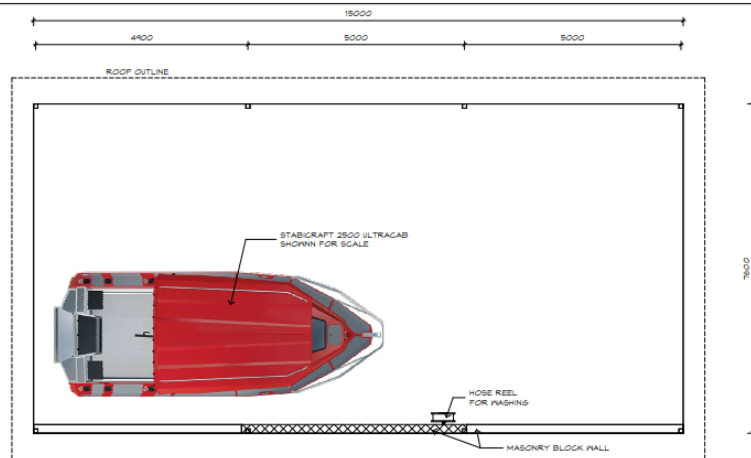 15000
4900
5000
5000
ROOF OUTLINE
STABICRAFT 2500 ULTRACAB
SHOWNN FOR SCALE
7600
HOSE REEL
FOR WASHING
MASONRY BLOCK WALL